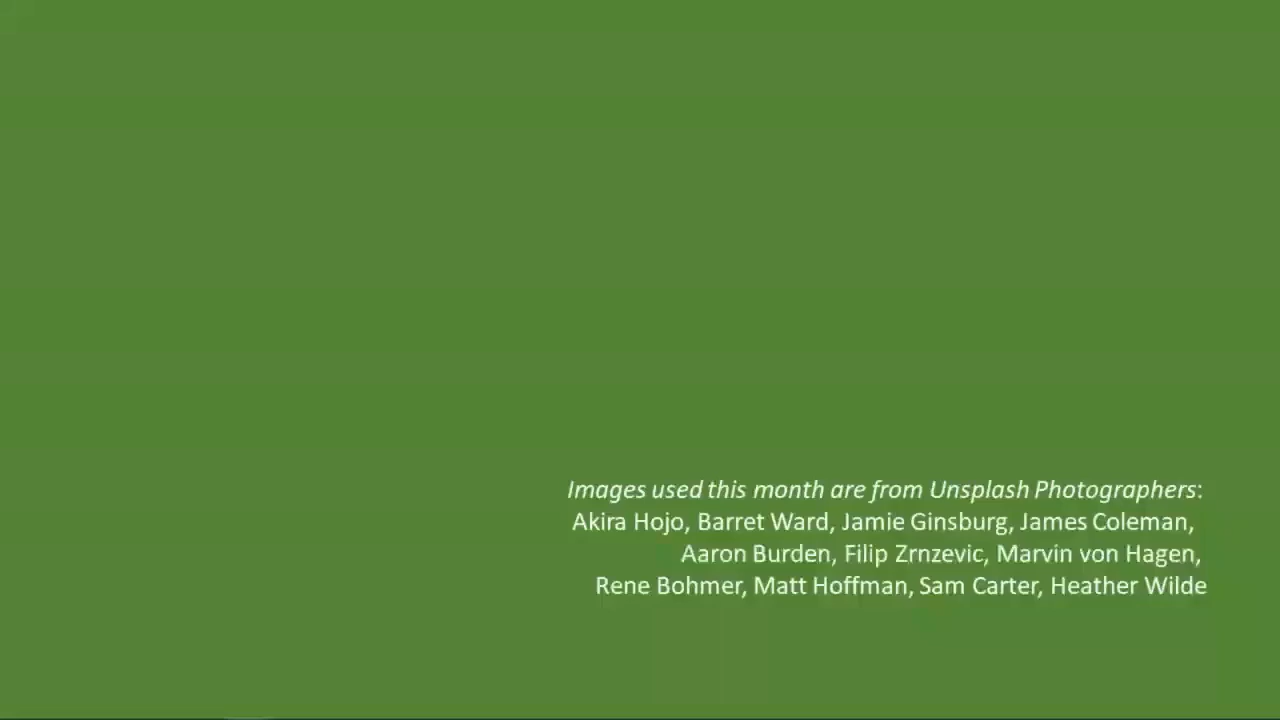 Images used this month are from Unsplash Photographers:
Akira Hojo, Barret Ward, Jamie Ginsburg, James Coleman,
Aaron Burden, Filip Zrnzevic, Marvin von Hagen,
Rene Bohmer, Matt Hoffman, Sam Carter, Heather Wilde